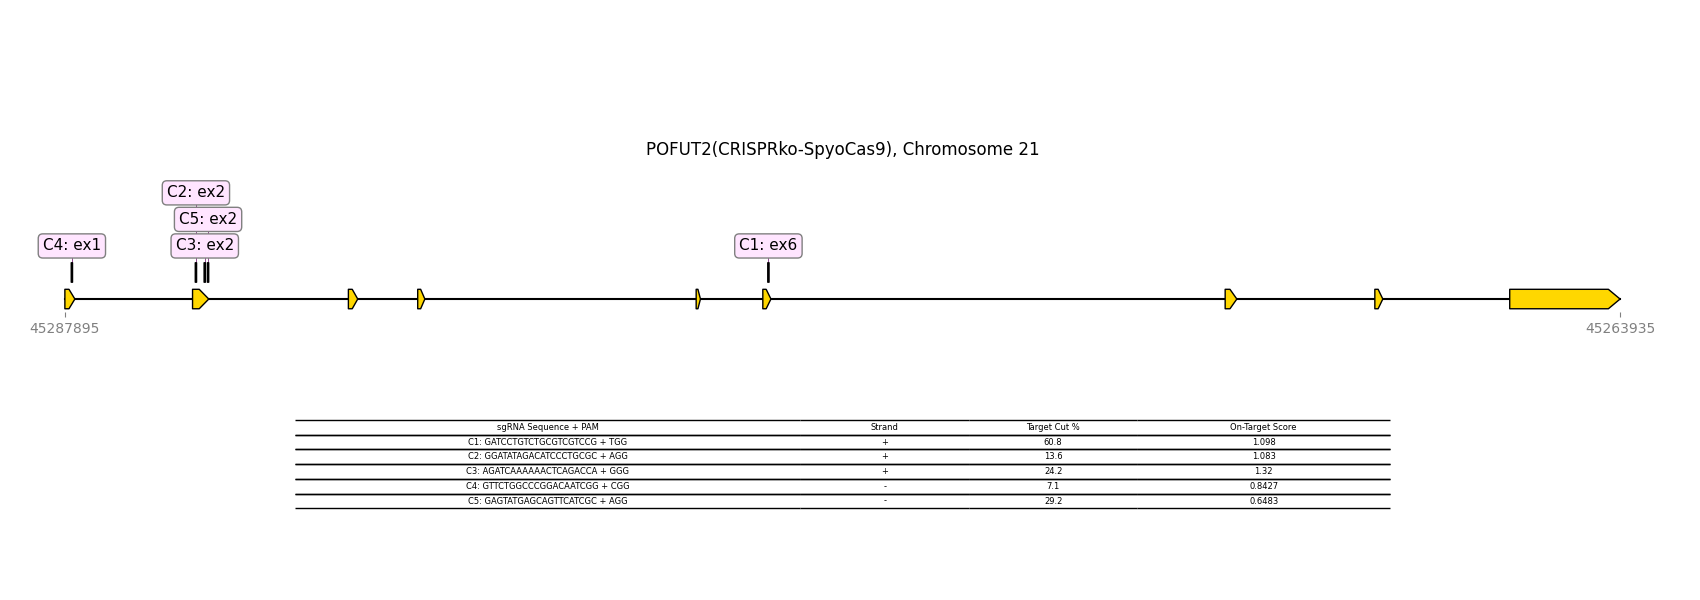 POFUT2(CRISPRko-SpyoCas9), Chromosome 21
C2: ex2
C5: ex2
C4: ex1
C3: ex2
C1: ex6
45287895
45263935
sgRNA Sequence + PAM Strand Target Cut % On-Target Score
C1: GATCCTGTCTGCGTCGTCCG + TGG + 60.8 1.098
C2: GGATATAGACATCCCTGCGC + AGG + 13.6 1.083
C3: AGATCAAAAAACTCAGACCA + GGG + 24.2 1.32
C4: GTTCTGGCCCGGACAATCGG + CGG - 7.1 0.8427
C5: GAGTATGAGCAGTTCATCGC + AGG - 29.2 0.6483